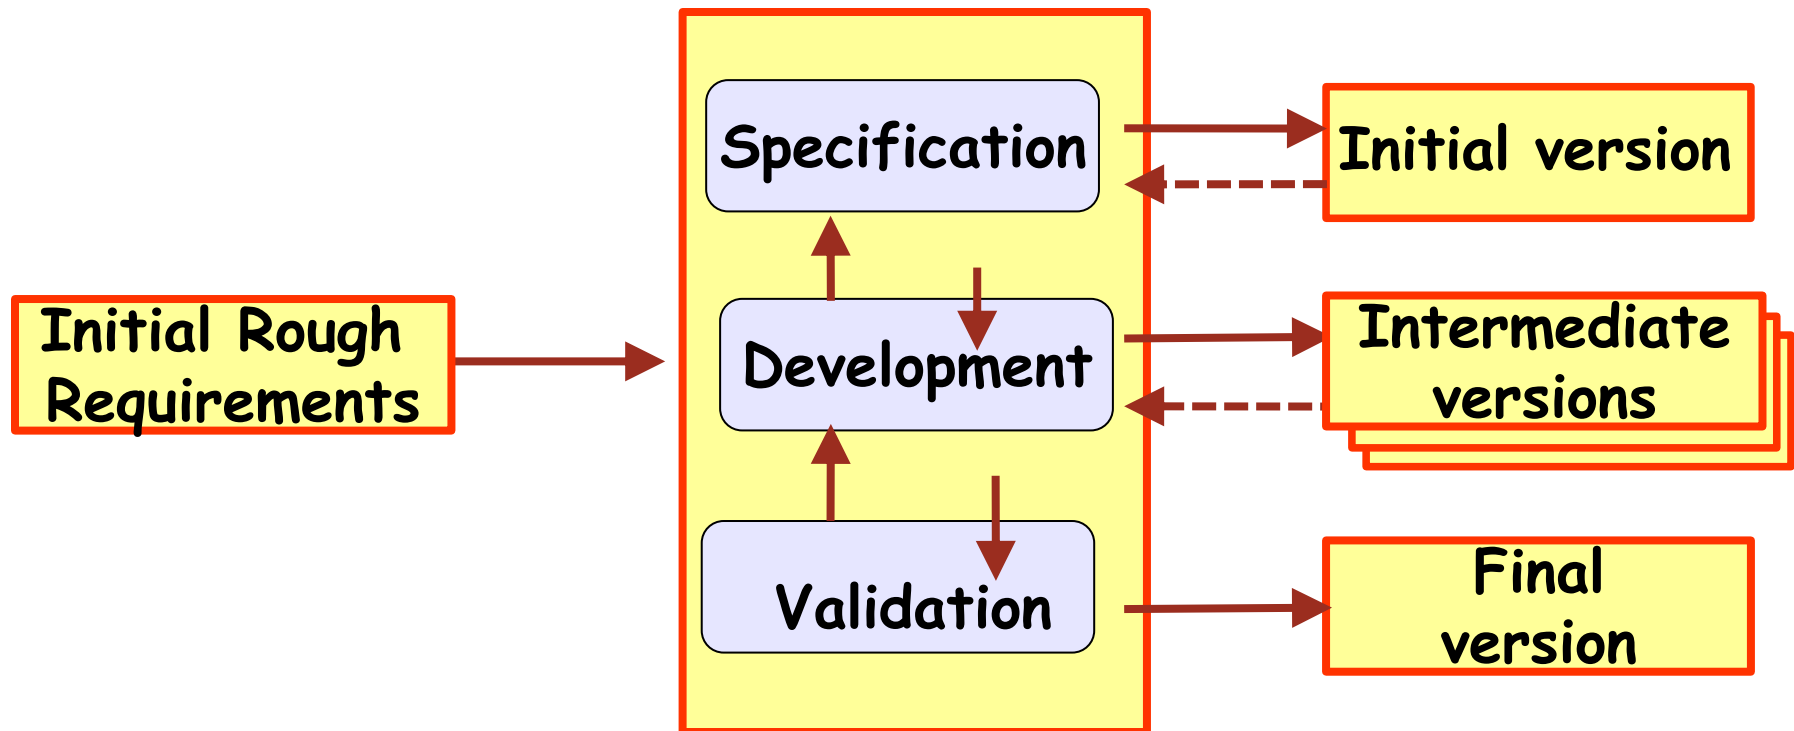 Initial Rough
Requirements
Specification
Development
Validation
Initial version
Intermediate
versions
Final
version